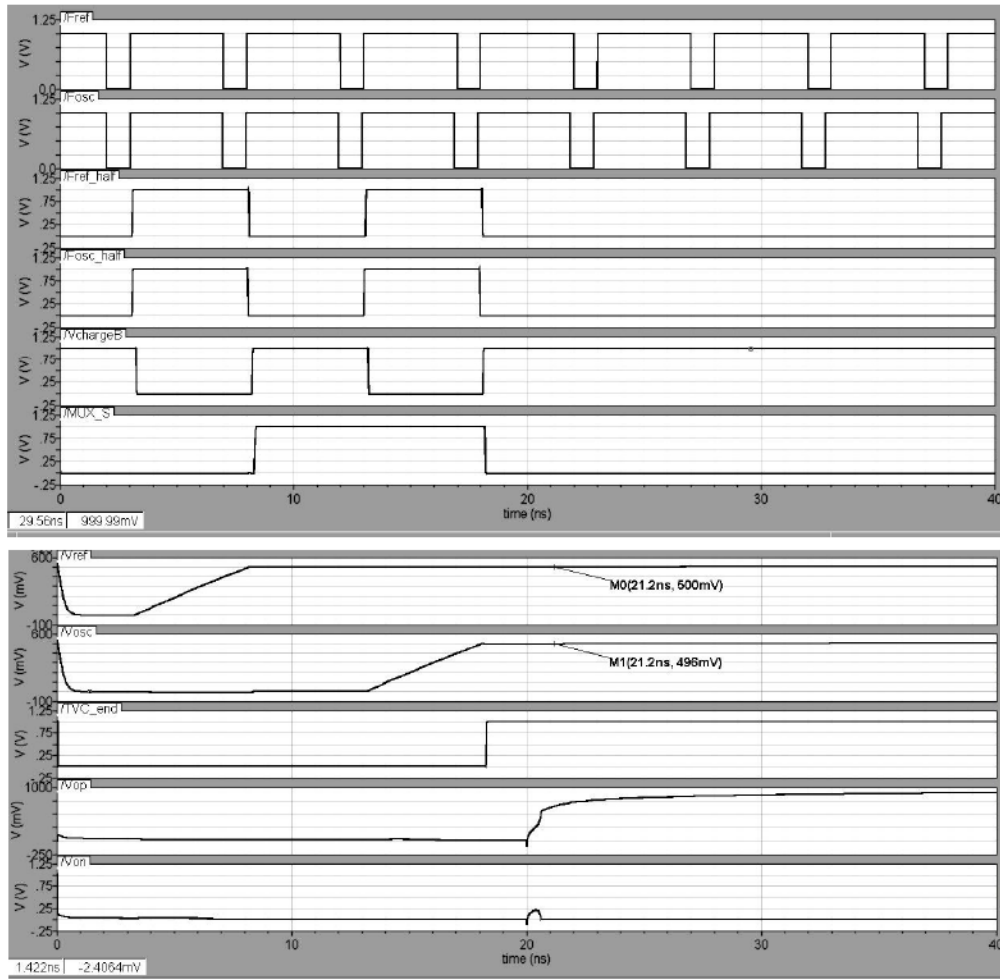 /Fref
1.25
V (V)
0.0
/Fosc
1.25
V (V)
0.0
/Fref_half
1.25
.75
.25
-.25
V (V)
/Fosc_half
1.25
.75
.25
-.25
V (V)
/VchargeB
1.25
.75
.25
-.25
V (V)
/MUX_S
1.25
.75
.25
-.25
V (V)
0 10 20 30 40
time (ns)
29.56ns 999.99mV
/Vref
600
V (mV)
-100
M0(21.2ns, 500mV)
/Vosc
600
V (mV)
-100
M1(21.2ns, 496mV)
/TVC_end
1.25
.75
.25
-.25
V (V)
/Vop
1000
V (mV)
-250
/Von
1.25
.75
.25
-.25
V (V)
0 10 20 30 40
time (ns)
1.422ns -2.4064mV